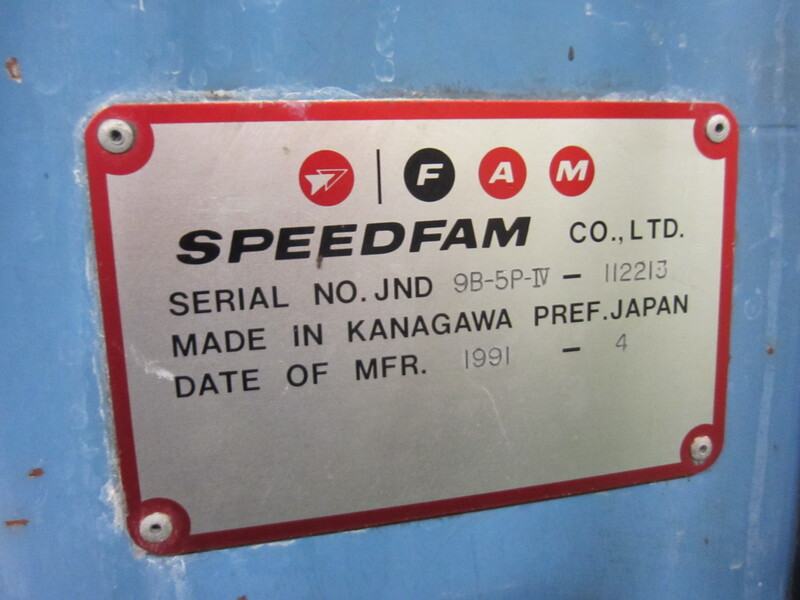 F A M
SPEEDFAM CO., LTD.
SERIAL NO. JND 9B-5P-IV - 112213
MADE IN KANAGAWA PREF. JAPAN
DATE OF MFR. 1991 - 4